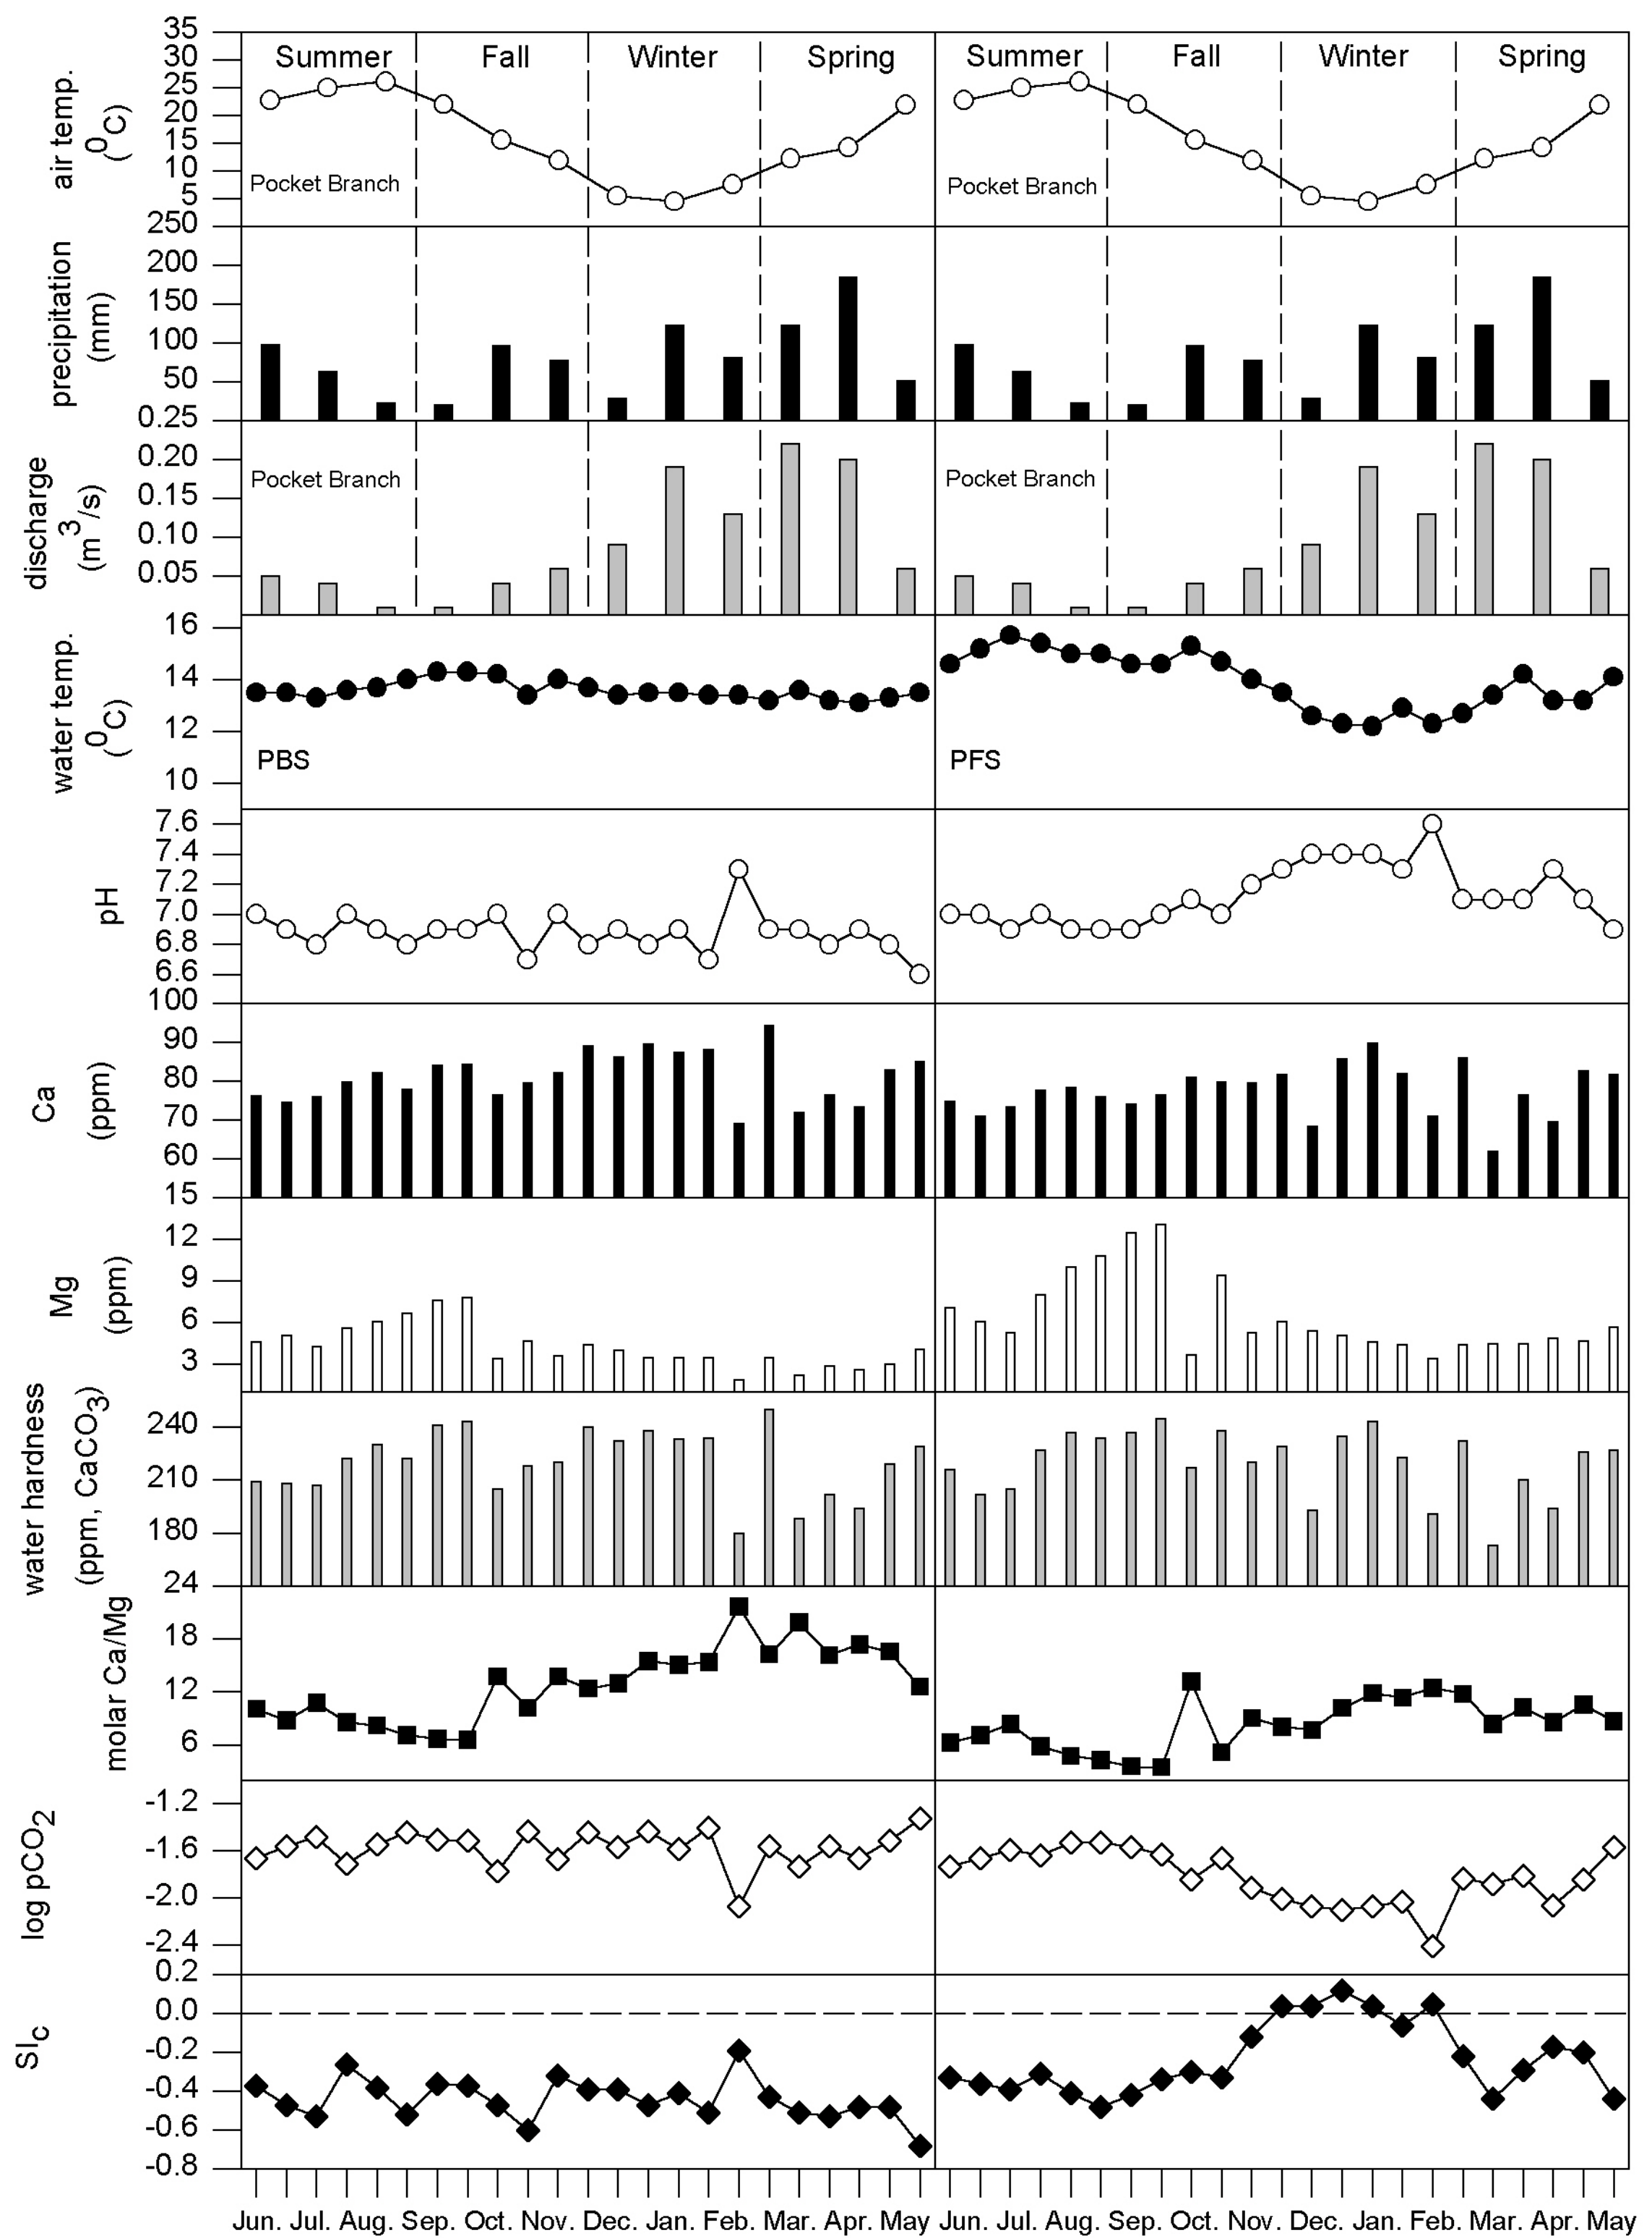 35
30
25
20
15
10
5
250
air temp.
(⁰C)
Summer Fall Winter Spring Summer Fall Winter Spring
Pocket Branch Pocket Branch
200
150
100
50
0.25
precipitation
(mm)
0.20
0.15
0.10
0.05
discharge
(m³/s)
Pocket Branch Pocket Branch
16
14
12
10
water temp.
(⁰C)
PBS PFS
7.6
7.4
7.2
7.0
6.8
6.6
100
pH
90
80
70
60
15
Ca
(ppm)
12
9
6
3
Mg
(ppm)
240
210
180
24
water hardness
(ppm, CaCO₃)
18
12
6
molar Ca/Mg
-1.2
-1.6
-2.0
-2.4
0.2
log pCO₂
0.0
-0.2
-0.4
-0.6
-0.8
SIc
Jun. Jul. Aug. Sep. Oct. Nov. Dec. Jan. Feb. Mar. Apr. May Jun. Jul. Aug. Sep. Oct. Nov. Dec. Jan. Feb. Mar. Apr. May